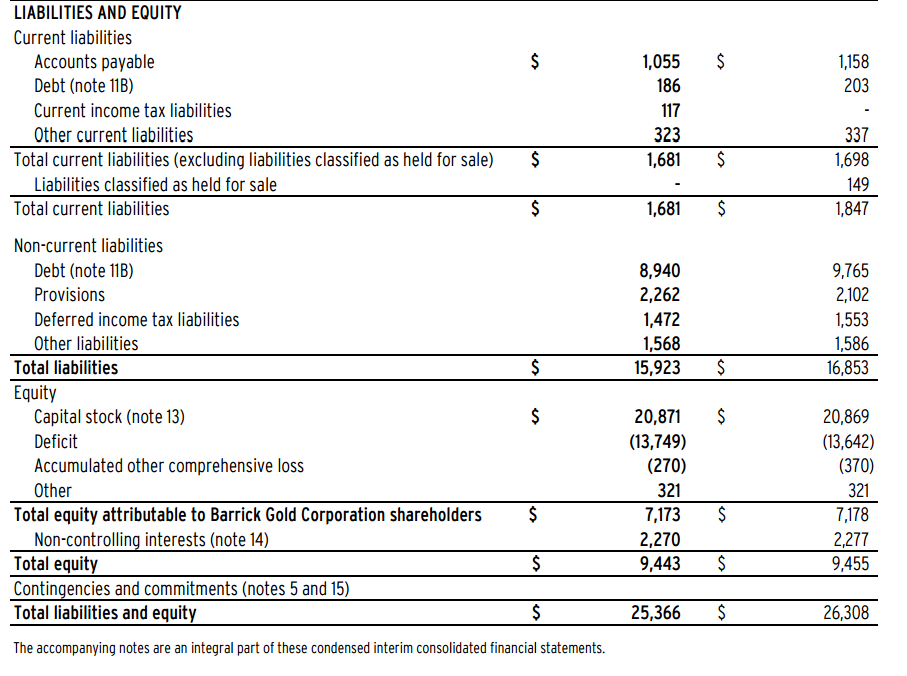 LIABILITIES AND EQUITY
Current liabilities
Accounts payable $ 1,055 $ 1,158
Debt (note 11B) 186 203
Current income tax liabilities 117 -
Other current liabilities 323 337
Total current liabilities (excluding liabilities classified as held for sale) $ 1,681 $ 1,698
Liabilities classified as held for sale - 149
Total current liabilities $ 1,681 $ 1,847
Non-current liabilities
Debt (note 11B) 8,940 9,765
Provisions 2,262 2,102
Deferred income tax liabilities 1,472 1,553
Other liabilities 1,568 1,586
Total liabilities $ 15,923 $ 16,853
Equity
Capital stock (note 13) $ 20,871 $ 20,869
Deficit (13,749) (13,642)
Accumulated other comprehensive loss (270) (370)
Other 321 321
Total equity attributable to Barrick Gold Corporation shareholders $ 7,173 $ 7,178
Non-controlling interests (note 14) 2,270 2,277
Total equity $ 9,443 $ 9,455
Contingencies and commitments (notes 5 and 15)
Total liabilities and equity $ 25,366 $ 26,308
The accompanying notes are an integral part of these condensed interim consolidated financial statements.